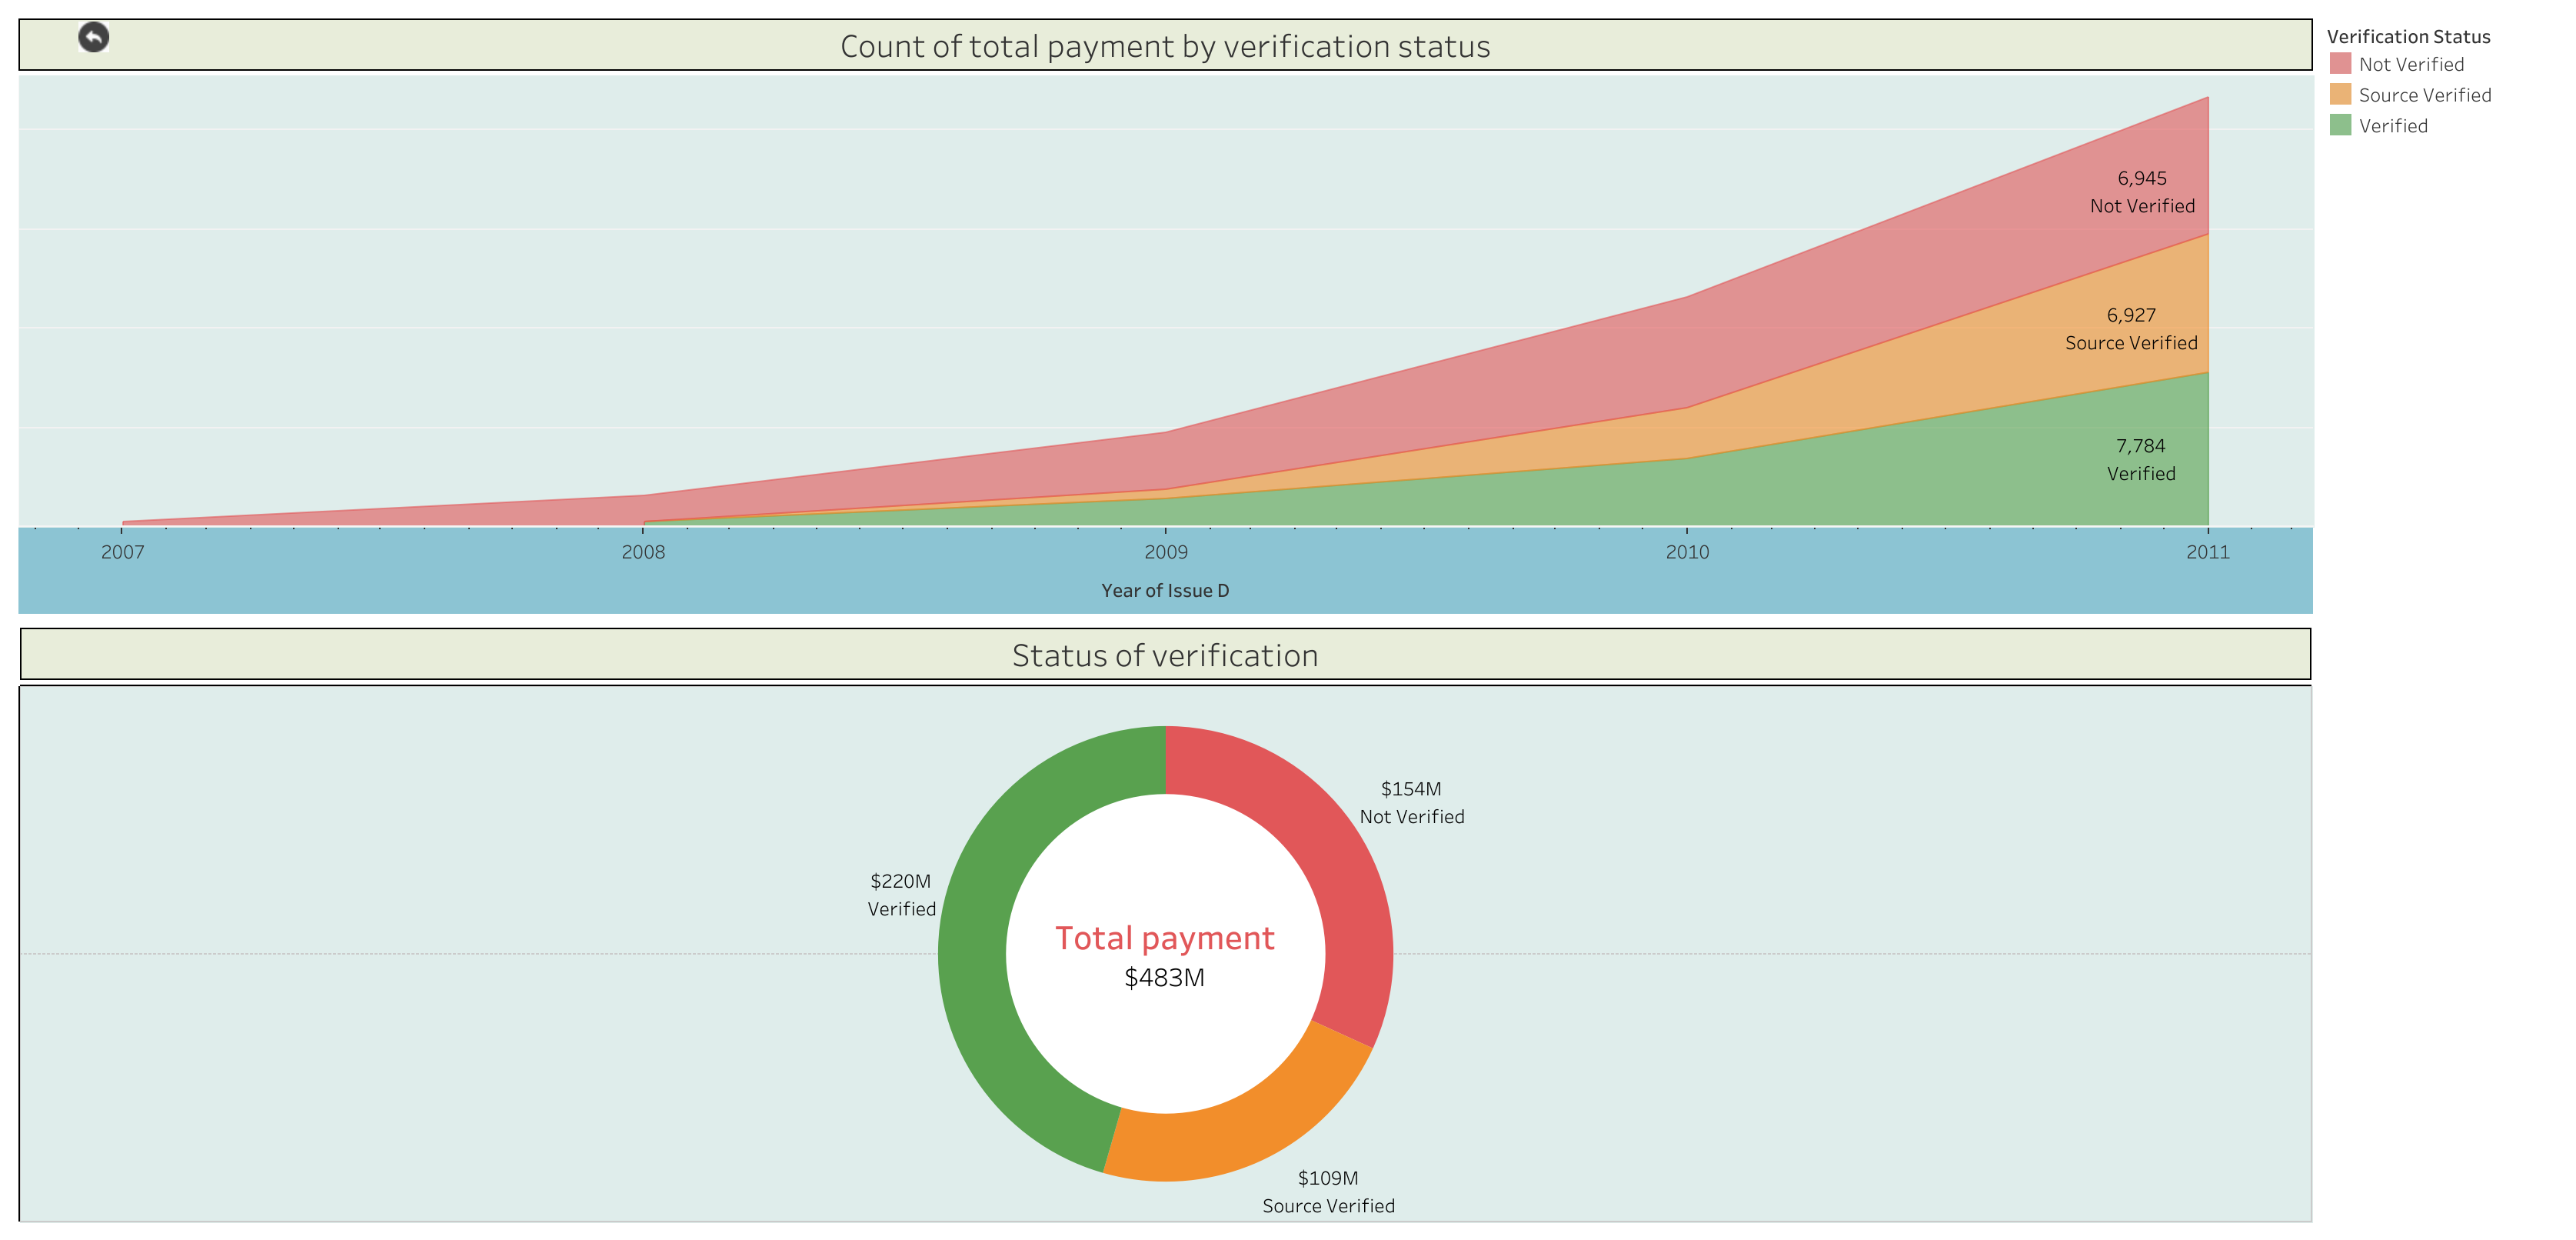 Count of total payment by verification status
Verification Status
Not Verified
Source Verified
Verified
6,945
Not Verified
6,927
Source Verified
7,784
Verified
2007
2008
2009
2010
2011
Year of Issue D
Status of verification
$154M
Not Verified
$220M
Verified
Total payment
$483M
$109M
Source Verified